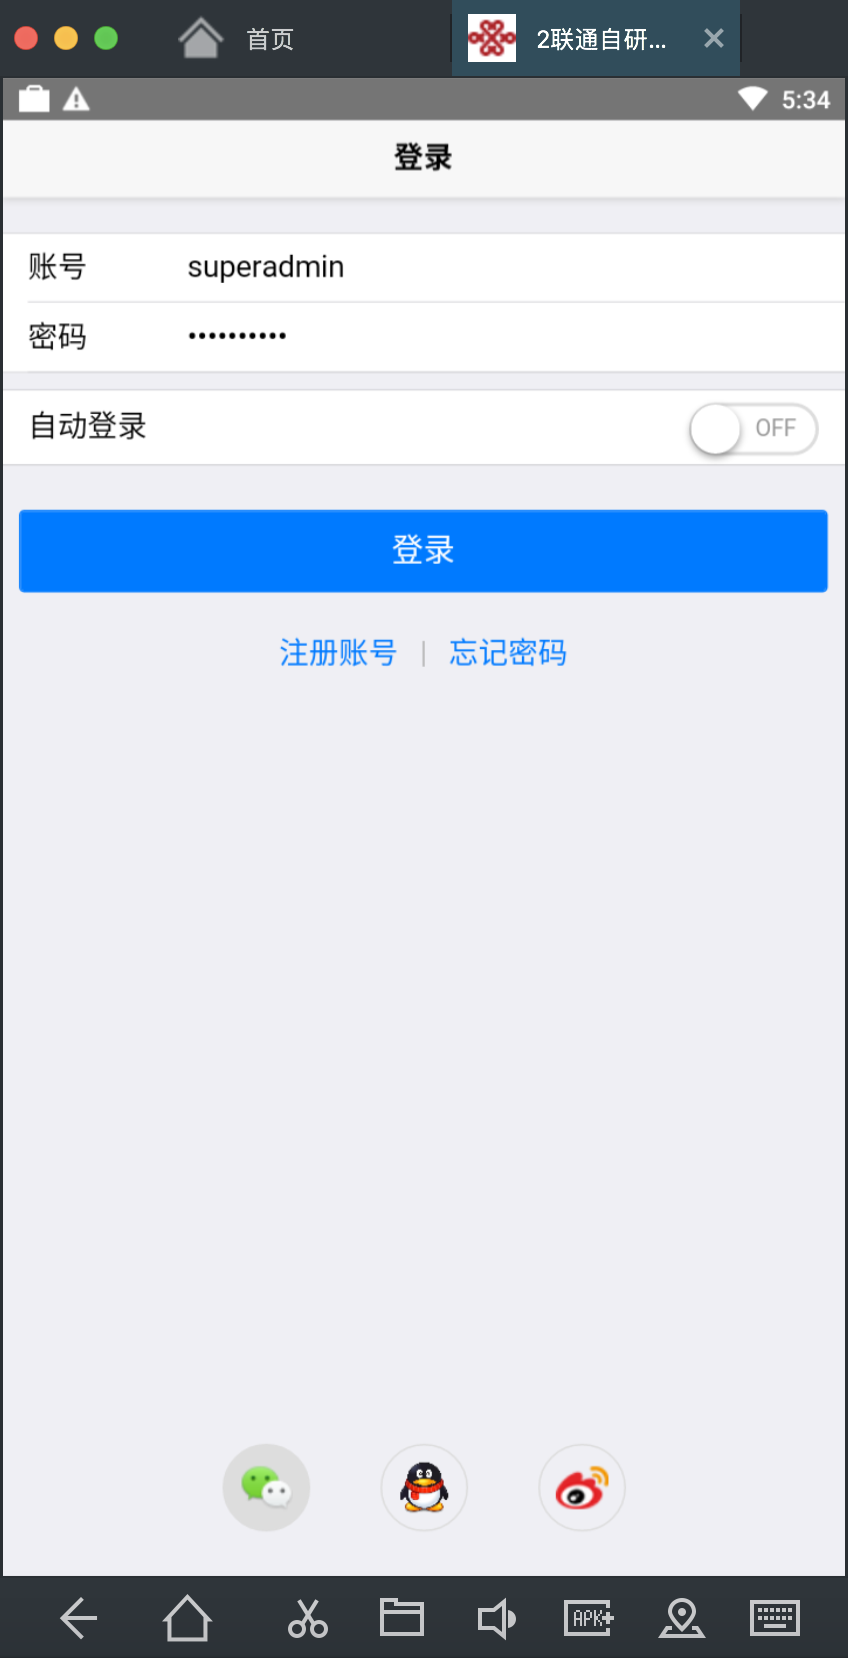 首页
2联通自研...
5:34
登录
账号 superadmin
密码 ••••••••••
自动登录 OFF
登录
注册账号 | 忘记密码
APK